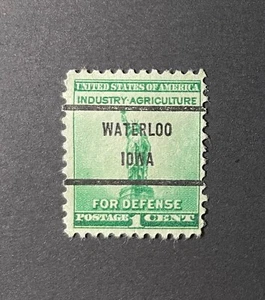 UNITED STATES OF AMERICA
INDUSTRY-AGRICULTURE
WATERLOO
IOWA
FOR DEFENSE
POSTAGE 1 CENT